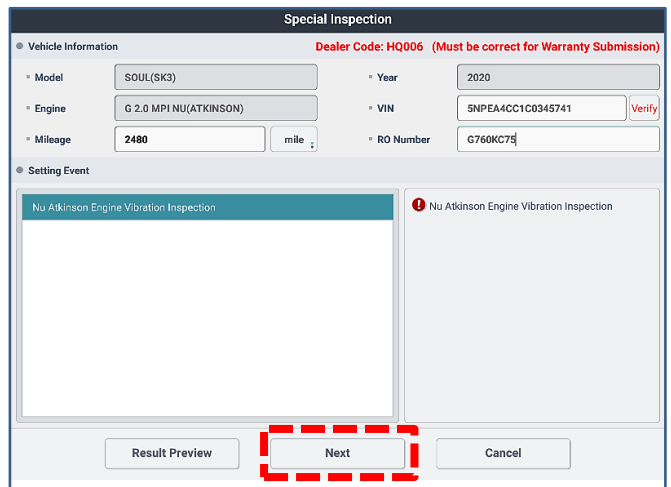 Special Inspection
Vehicle Information Dealer Code: HQ006 (Must be correct for Warranty Submission)
Model SOUL(SK3) Year 2020
Engine G 2.0 MPI NU(ATKINSON) VIN 5NPEA4CC1C0345741 Verify
Mileage 2480 mile RO Number G760KC75
Setting Event
Nu Atkinson Engine Vibration Inspection Nu Atkinson Engine Vibration Inspection
Result Preview Next Cancel